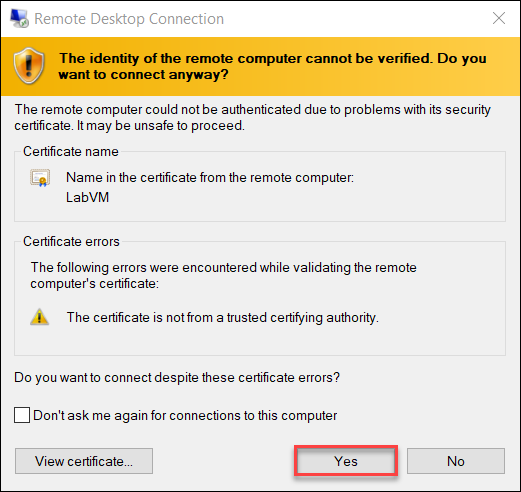 Remote Desktop Connection
The identity of the remote computer cannot be verified. Do you
want to connect anyway?
The remote computer could not be authenticated due to problems with its security
certificate. It may be unsafe to proceed.
Certificate name
Name in the certificate from the remote computer:
LabVM
Certificate errors
The following errors were encountered while validating the remote
computer's certificate:
The certificate is not from a trusted certifying authority.
Do you want to connect despite these certificate errors?
Don't ask me again for connections to this computer
View certificate... Yes No